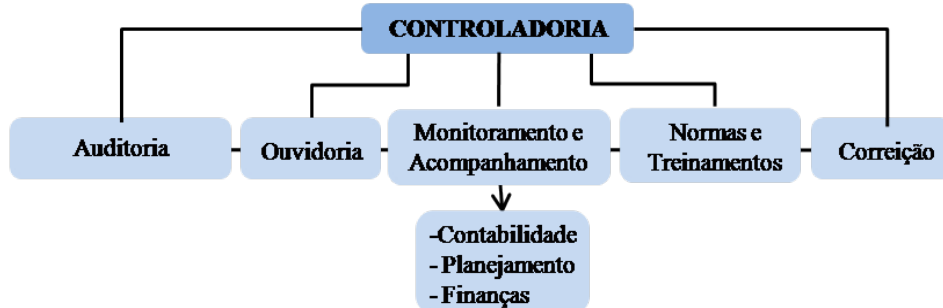 CONTROLADORIA
Auditoria
Ouvidoria
Monitoramento e
Acompanhamento
Normas e
Treinamentos
Correição
-Contabilidade
- Planejamento
- Finanças